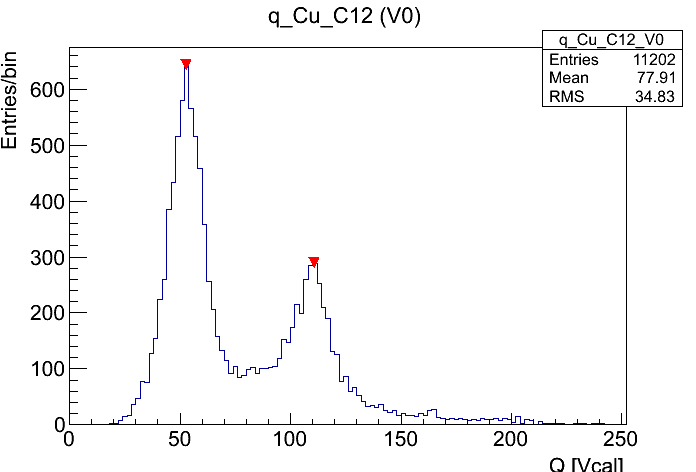 q_Cu_C12 (V0)
q_Cu_C12_V0
Entries 11202
Mean 77.91
RMS 34.83
Entries/bin
600
500
400
300
200
100
0
0 50 100 150 200 250
Q [Vcal]